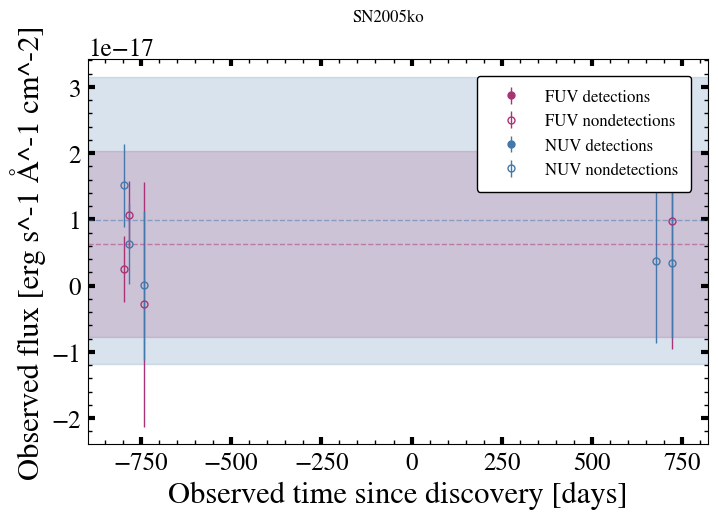 SN2005ko
1e−17
3
2
1
0
−1
−2
Observed flux [erg s^-1 Å^-1 cm^-2]
FUV detections
FUV nondetections
NUV detections
NUV nondetections
−750 −500 −250 0 250 500 750
Observed time since discovery [days]